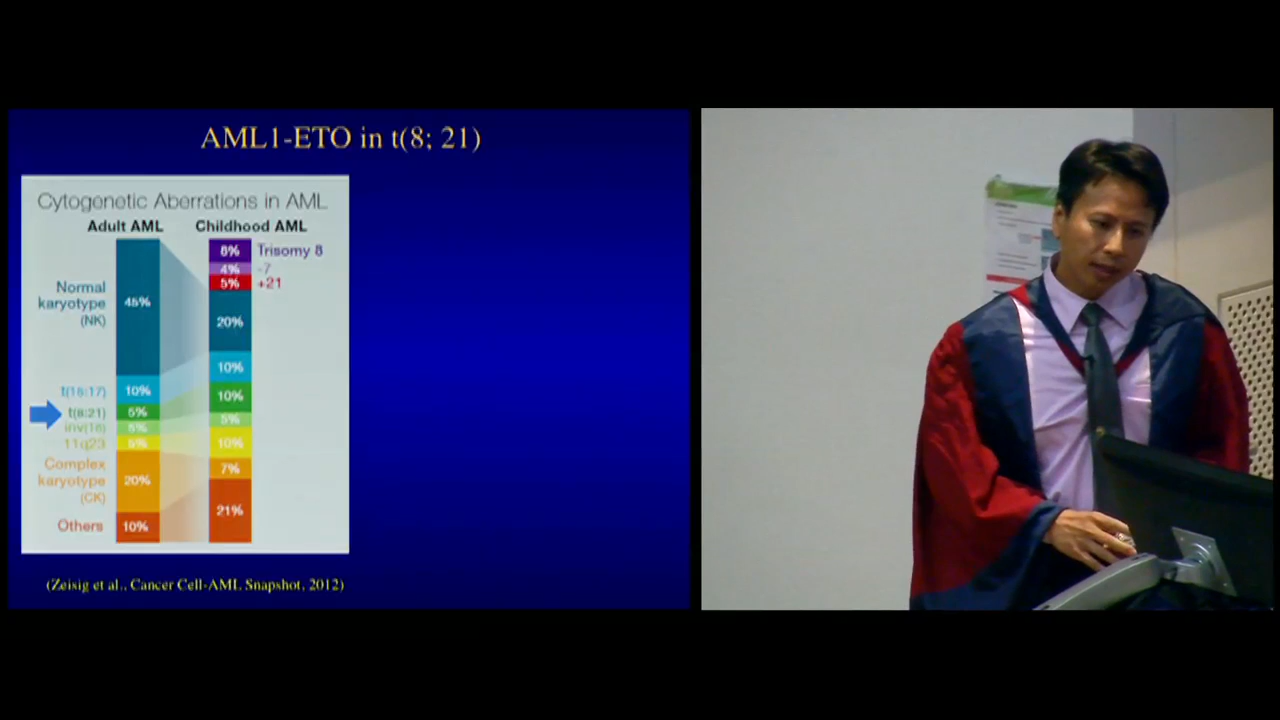 AML1-ETO in t(8; 21)
Cytogenetic Aberrations in AML
Adult AML Childhood AML
6% Trisomy 8
4% -7
5% +21
Normal
karyotype
(NK)
45%
20%
10%
t(16:17) 10%
10%
t(8:21) 5%
5%
inv(16) 5%
11q23 5% 10%
Complex
karyotype
(CK)
20%
7%
21%
Others 10%
(Zeisig et al., Cancer Cell-AML Snapshot, 2012)